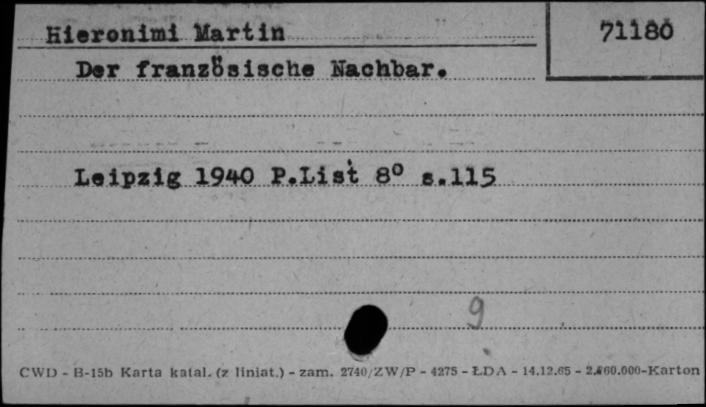 Hieronimi Martin
71180
Der französische Nachbar.
Leipzig 1940 P.List 8° s.115
9
CWD - B-15b Karta katal. (z liniat.) - zam. 2740/ZW/P - 4275 - ŁDA - 14.12.65 - 2.460.000-Karton